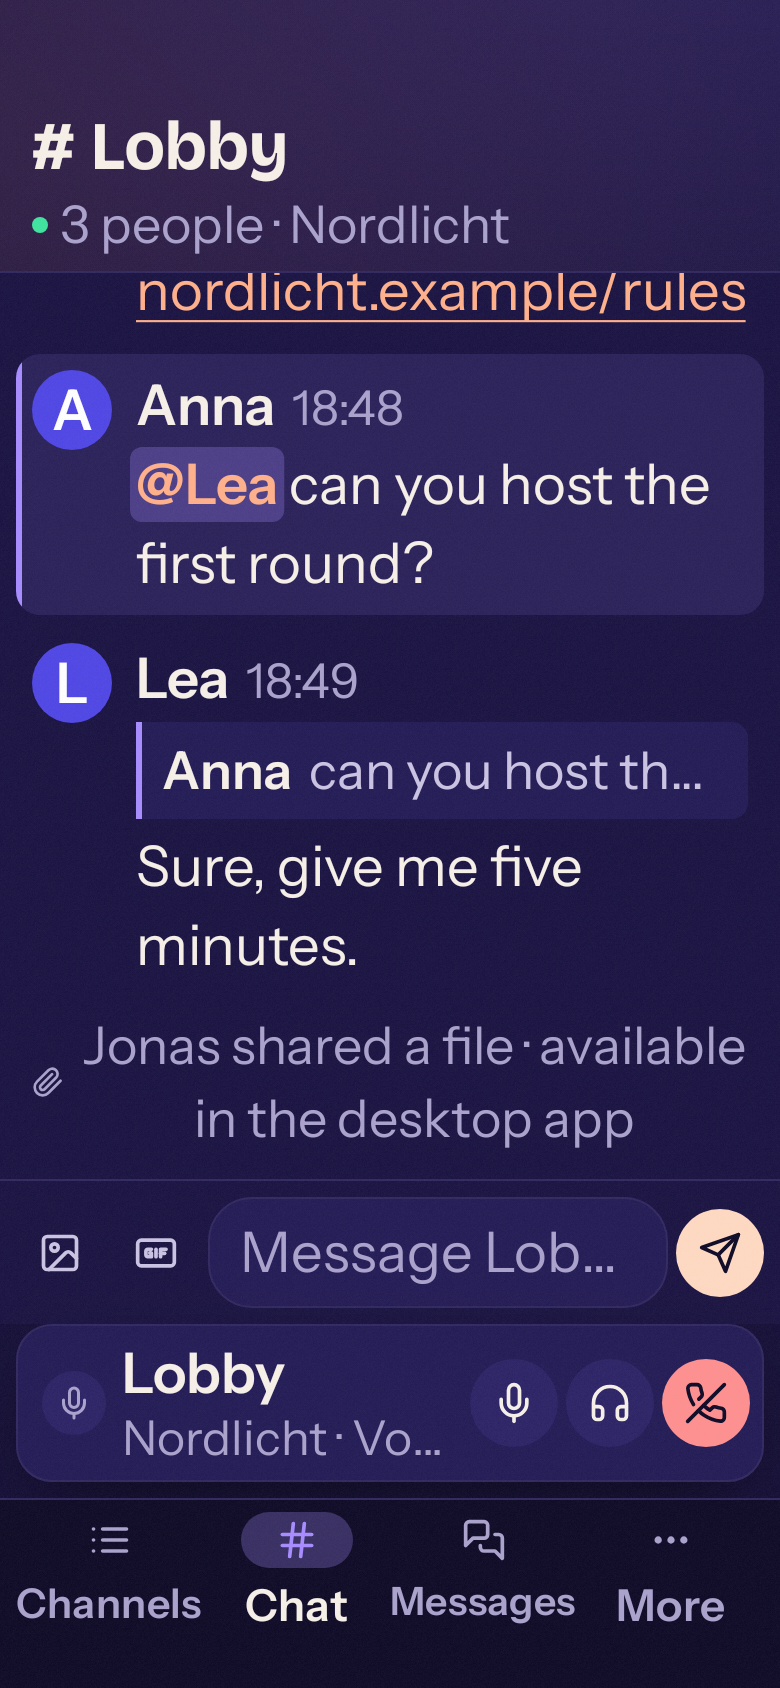 # Lobby
3 people · Nordlicht
nordlicht.example/rules
A
Anna 18:48
@Lea can you host the
first round?
L
Lea 18:49
Anna can you host th...
Sure, give me five
minutes.
Jonas shared a file · available
in the desktop app
GIF
Message Lob...
Lobby
Nordlicht · Vo...
Channels
Chat
Messages
More